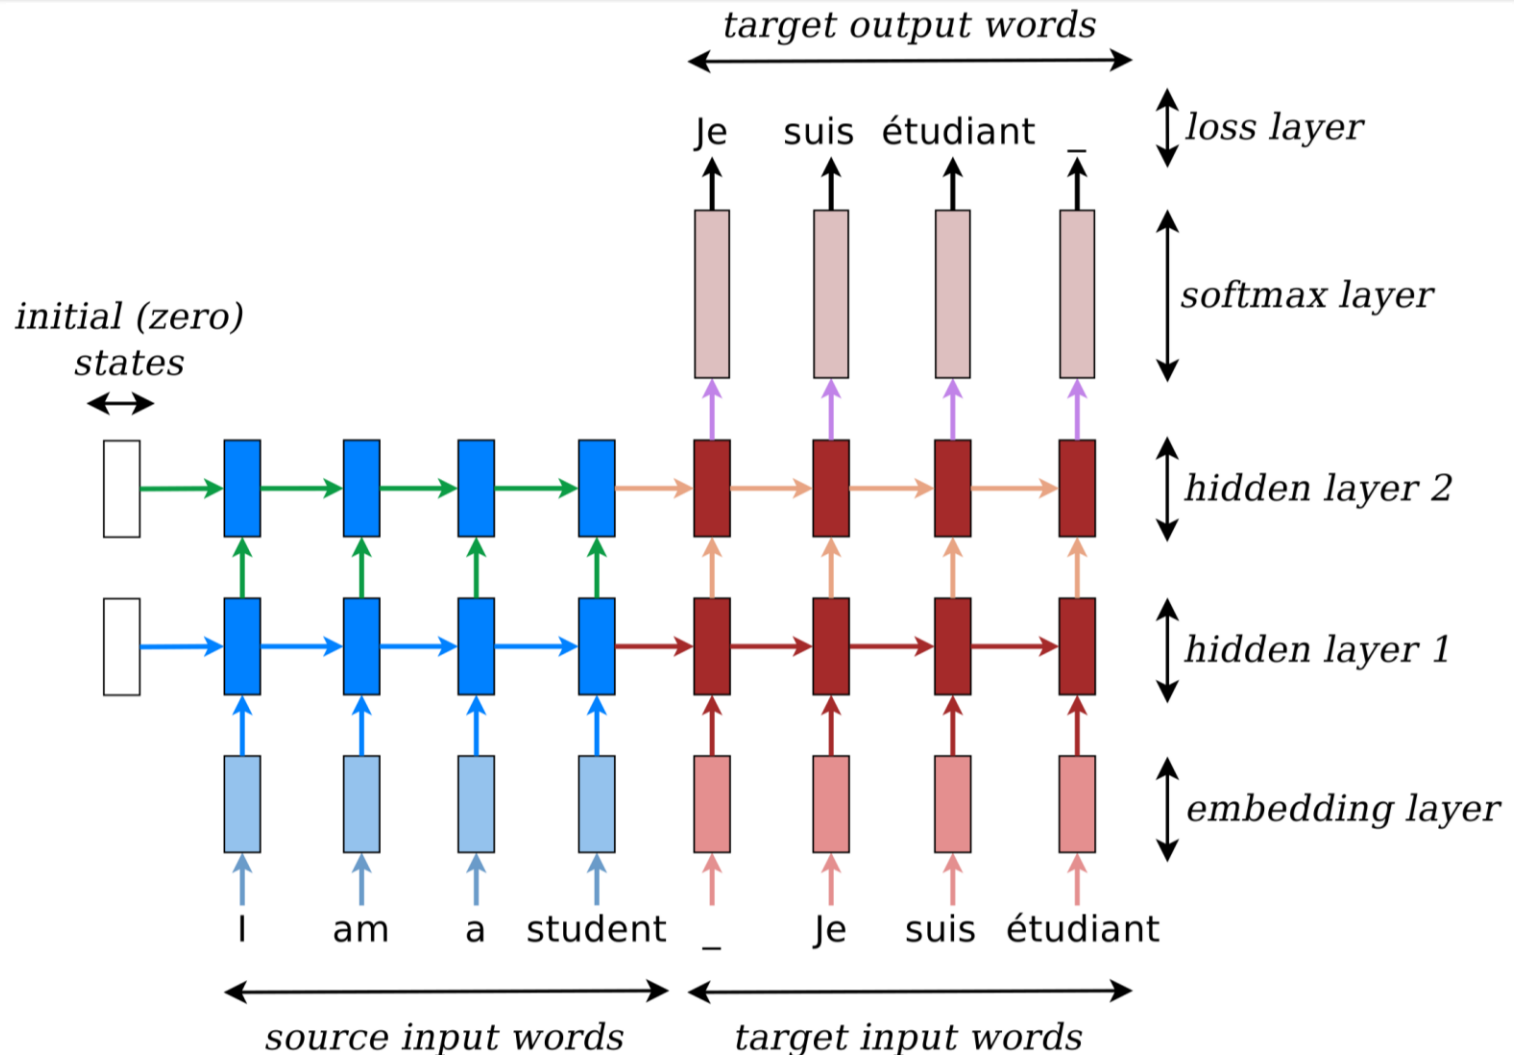 target output words
Je suis étudiant _
loss layer
softmax layer
initial (zero)
states
hidden layer 2
hidden layer 1
embedding layer
I am a student _ Je suis étudiant
source input words
target input words